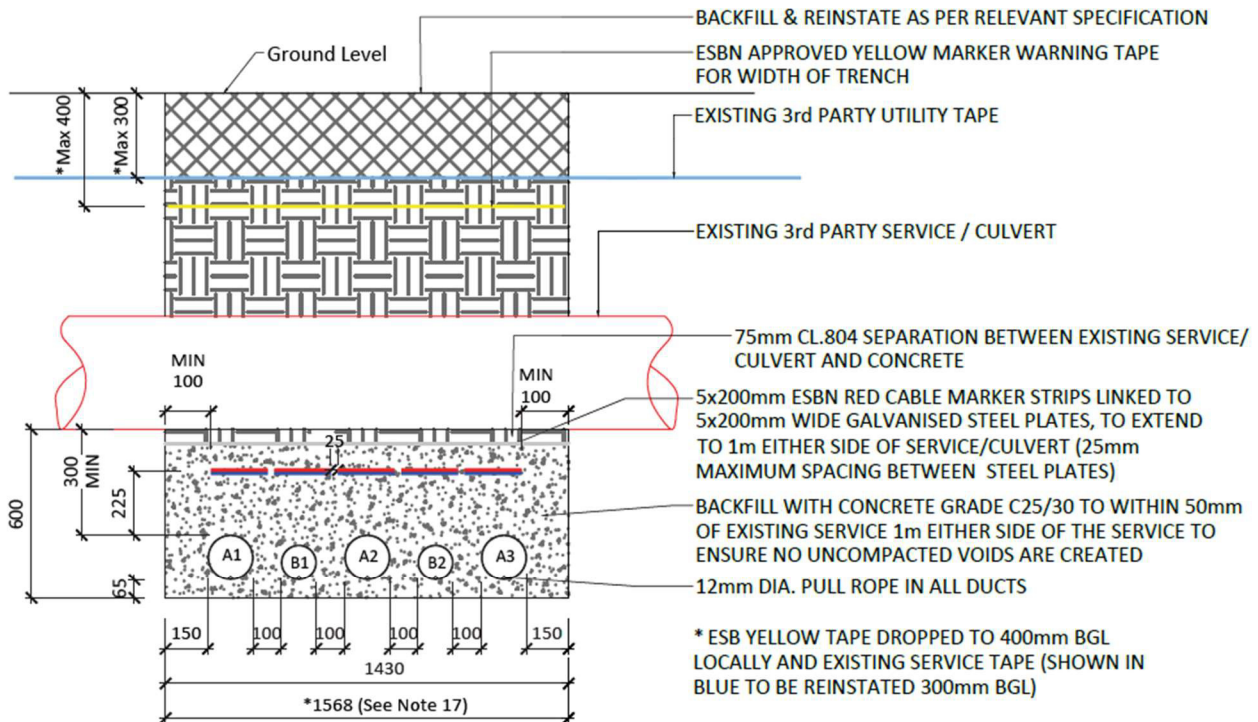 BACKFILL & REINSTATE AS PER RELEVANT SPECIFICATION
Ground Level
ESBN APPROVED YELLOW MARKER WARNING TAPE
FOR WIDTH OF TRENCH
*Max 400
*Max 300
EXISTING 3rd PARTY UTILITY TAPE
EXISTING 3rd PARTY SERVICE / CULVERT
75mm CL.804 SEPARATION BETWEEN EXISTING SERVICE/
CULVERT AND CONCRETE
MIN
100
MIN
100
5x200mm ESBN RED CABLE MARKER STRIPS LINKED TO
5x200mm WIDE GALVANISED STEEL PLATES, TO EXTEND
TO 1m EITHER SIDE OF SERVICE/CULVERT (25mm
MAXIMUM SPACING BETWEEN STEEL PLATES)
25
300
MIN
225
600
65
BACKFILL WITH CONCRETE GRADE C25/30 TO WITHIN 50mm
OF EXISTING SERVICE 1m EITHER SIDE OF THE SERVICE TO
ENSURE NO UNCOMPACTED VOIDS ARE CREATED
A1
B1
A2
B2
A3
12mm DIA. PULL ROPE IN ALL DUCTS
150
100
100
100
100
150
1430
*1568 (See Note 17)
* ESB YELLOW TAPE DROPPED TO 400mm BGL
LOCALLY AND EXISTING SERVICE TAPE (SHOWN IN
BLUE TO BE REINSTATED 300mm BGL)